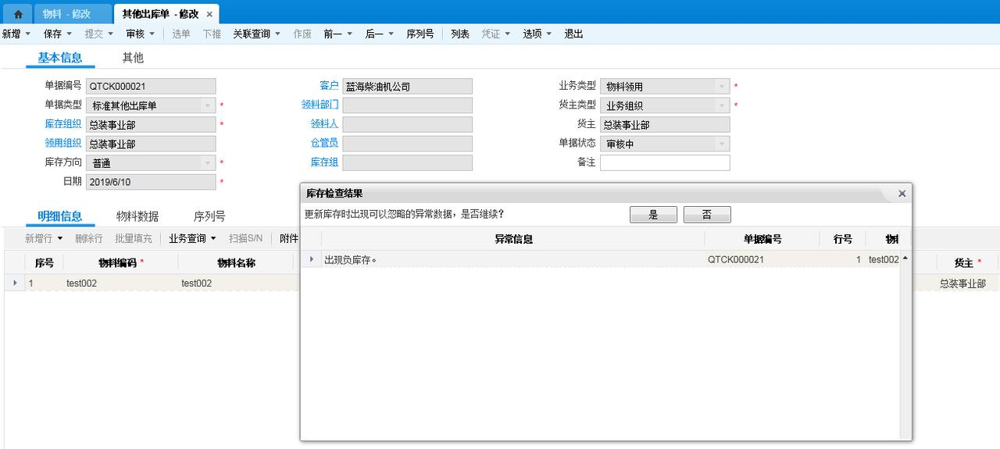 物料 - 修改 其他出库单 - 修改 ×
新增 保存 提交 审核 选单 下推 关联查询 作废 前一 后一 序列号 列表 凭证 选项 退出
基本信息 其他
单据编号 QTCK000021 客户 蓝海柴油机公司 业务类型 物料领用 *
单据类型 标准其他出库单 * 领料部门 货主类型 业务组织 *
库存组织 总装事业部 * 领料人 货主 总装事业部
领用组织 总装事业部 仓管员 单据状态 审核中
库存方向 普通 * 库存组 备注
日期 2019/6/10 *
库存检查结果
更新库存时出现可以忽略的异常数据，是否继续？ 是 否
异常信息 单据编号 行号 物
出现负库存。 QTCK000021 1 test002
明细信息 物料数据 序列号
新增行 删除行 批量填充 业务查询 扫描S/N 附件
序号 物料编码 * 物料名称 货主 *
1 test002 test002 总装事业部